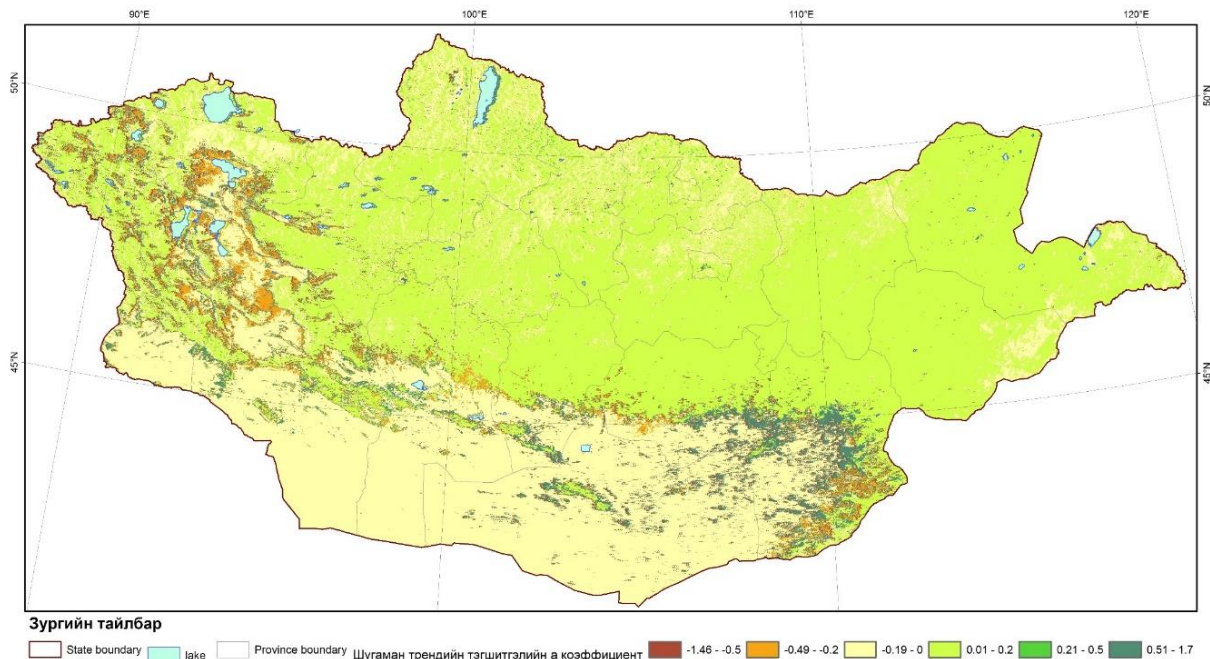 90°E 100°E 110°E 120°E
50°N 50°N
45°N 45°N
Зургийн тайлбар
State boundary lake Province boundary Шугаман трендийн тэгшитгэлийн а коэффициент -1.46 - -0.5 -0.49 - -0.2 -0.19 - 0 0.01 - 0.2 0.21 - 0.5 0.51 - 1.7